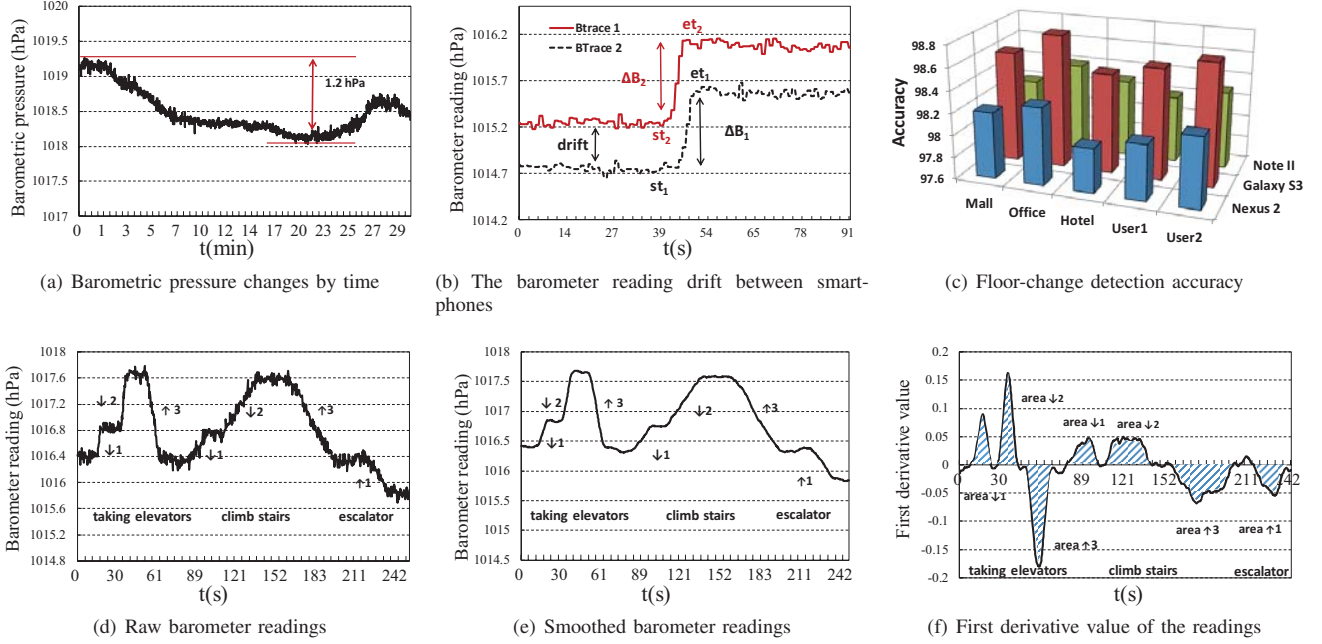 1020
1019.5
1019
1018.5
1018
1017.5
1017
Barometric pressure (hPa)
1.2 hPa
0 1 3 5 7 10 12 14 17 20 23 25 27 29
t(min)
(a) Barometric pressure changes by time
Btrace 1
BTrace 2
1016.2
1015.7
1015.2
1014.7
1014.2
Barometer reading (hPa)
et2
ΔB2
et1
st2
ΔB1
drift
st1
0 14 27 39 54 66 78 91
t(s)
(b) The barometer reading drift between smart-
phones
98.8
98.6
98.4
98.2
98
97.8
97.6
Accuracy
Mall
Office
Hotel
User1
User2
Note II
Galaxy S3
Nexus 2
(c) Floor-change detection accuracy
1018
1017.6
1017.2
1016.8
1016.4
1016
1015.6
1015.2
1014.8
Barometer reading (hPa)
↓2
↑3
↓2
↑3
↓1
↓1
↑1
taking elevators climb stairs escalator
0 30 61 89 121 152 183 211 242
t(s)
(d) Raw barometer readings
1018
1017.5
1017
1016.5
1016
1015.5
1015
1014.5
Barometer reading (hPa)
↓2
↑3
↓2
↑3
↓1
↓1
↑1
taking elevators climb stairs escalator
0 30 61 89 121 152 183 211 242
t(s)
(e) Smoothed barometer readings
0.2
0.15
0.1
0.05
0
-0.05
-0.1
-0.15
-0.2
First derivative value
area ↓2
area ↓1
area ↓2
0 30 61 89 121 152 183 211 242
area ↓1
area ↑3
area ↑3
area ↑1
taking elevators climb stairs escalator
t(s)
(f) First derivative value of the readings